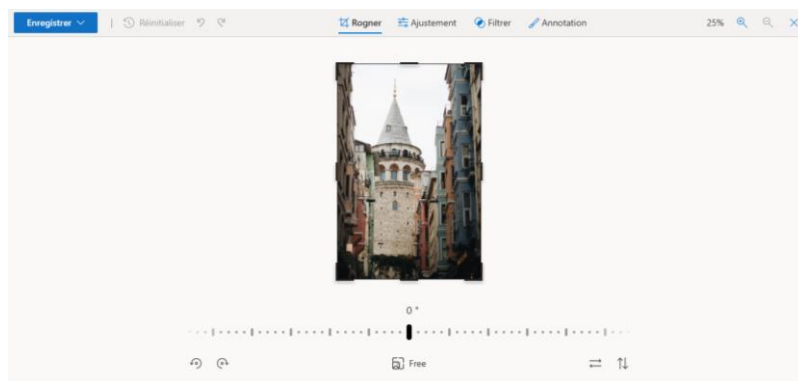 Enregistrer Réinitialiser Rogner Ajustement Filtrer Annotation 25%
0 °
Free